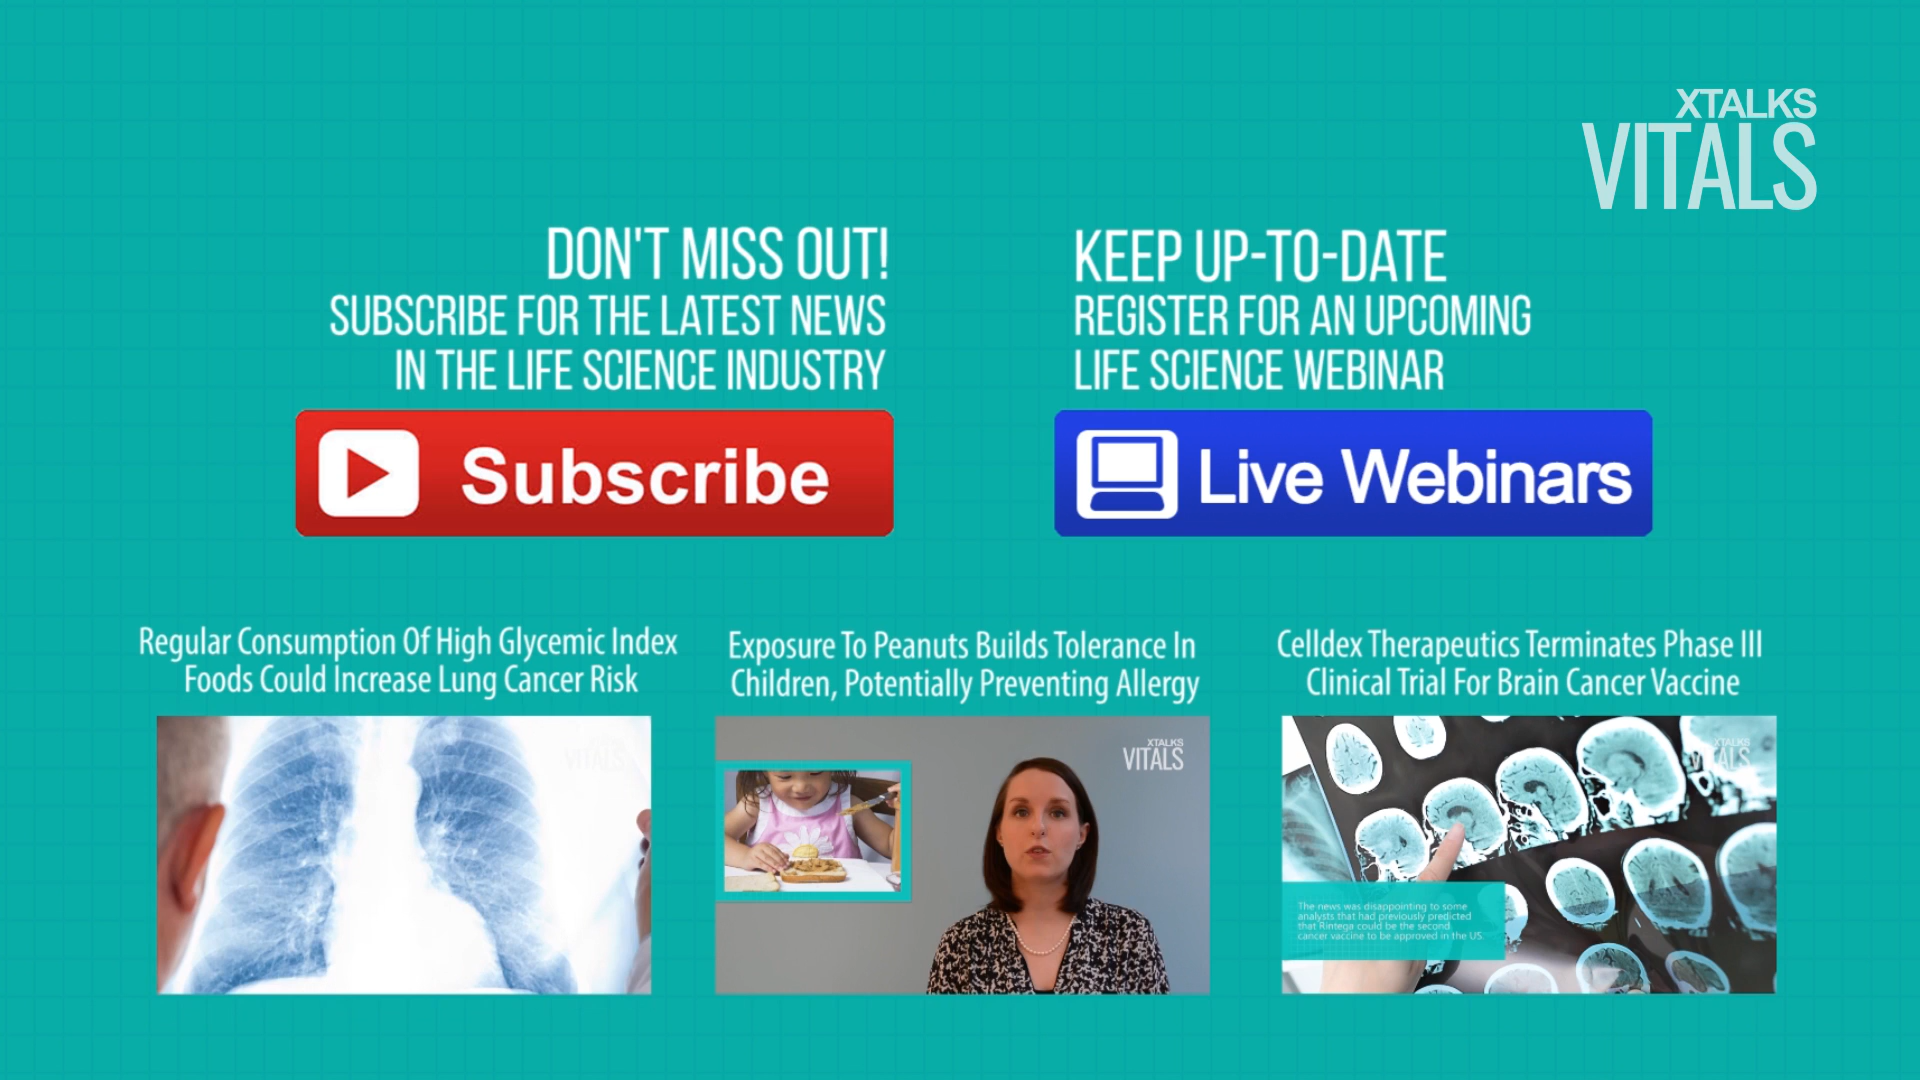 XTALKS
VITALS
DON'T MISS OUT!
SUBSCRIBE FOR THE LATEST NEWS
IN THE LIFE SCIENCE INDUSTRY
Subscribe
KEEP UP-TO-DATE
REGISTER FOR AN UPCOMING
LIFE SCIENCE WEBINAR
Live Webinars
Regular Consumption Of High Glycemic Index
Foods Could Increase Lung Cancer Risk
VITALS
Exposure To Peanuts Builds Tolerance In
Children, Potentially Preventing Allergy
XTALKS
VITALS
Celldex Therapeutics Terminates Phase III
Clinical Trial For Brain Cancer Vaccine
XTALKS
VITALS
The news was disappointing to some
analysts that had previously predicted
that Rintega could be the second
cancer vaccine to be approved in the US.